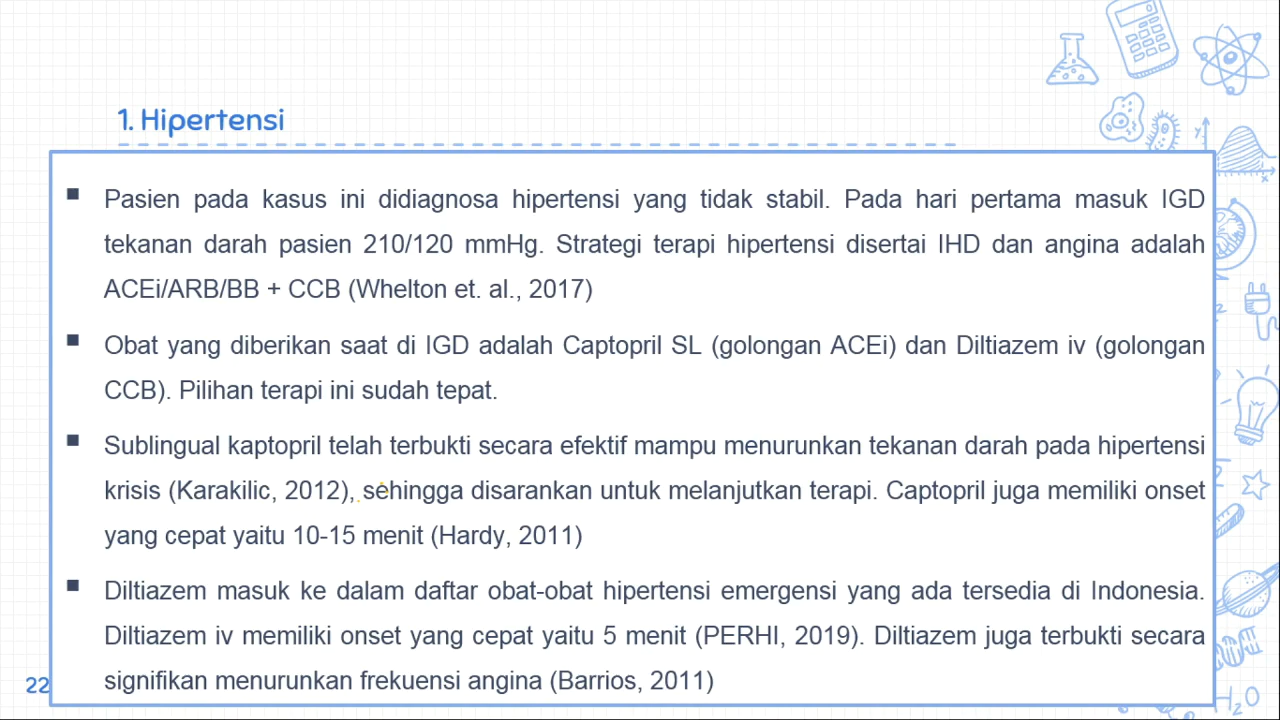 1. Hipertensi
Pasien pada kasus ini didiagnosa hipertensi yang tidak stabil. Pada hari pertama masuk IGD
tekanan darah pasien 210/120 mmHg. Strategi terapi hipertensi disertai IHD dan angina adalah
ACEi/ARB/BB + CCB (Whelton et. al., 2017)
Obat yang diberikan saat di IGD adalah Captopril SL (golongan ACEi) dan Diltiazem iv (golongan
CCB). Pilihan terapi ini sudah tepat.
Sublingual kaptopril telah terbukti secara efektif mampu menurunkan tekanan darah pada hipertensi
krisis (Karakilic, 2012), sehingga disarankan untuk melanjutkan terapi. Captopril juga memiliki onset
yang cepat yaitu 10-15 menit (Hardy, 2011)
Diltiazem masuk ke dalam daftar obat-obat hipertensi emergensi yang ada tersedia di Indonesia.
Diltiazem iv memiliki onset yang cepat yaitu 5 menit (PERHI, 2019). Diltiazem juga terbukti secara
signifikan menurunkan frekuensi angina (Barrios, 2011)
22
y
x
H₂O